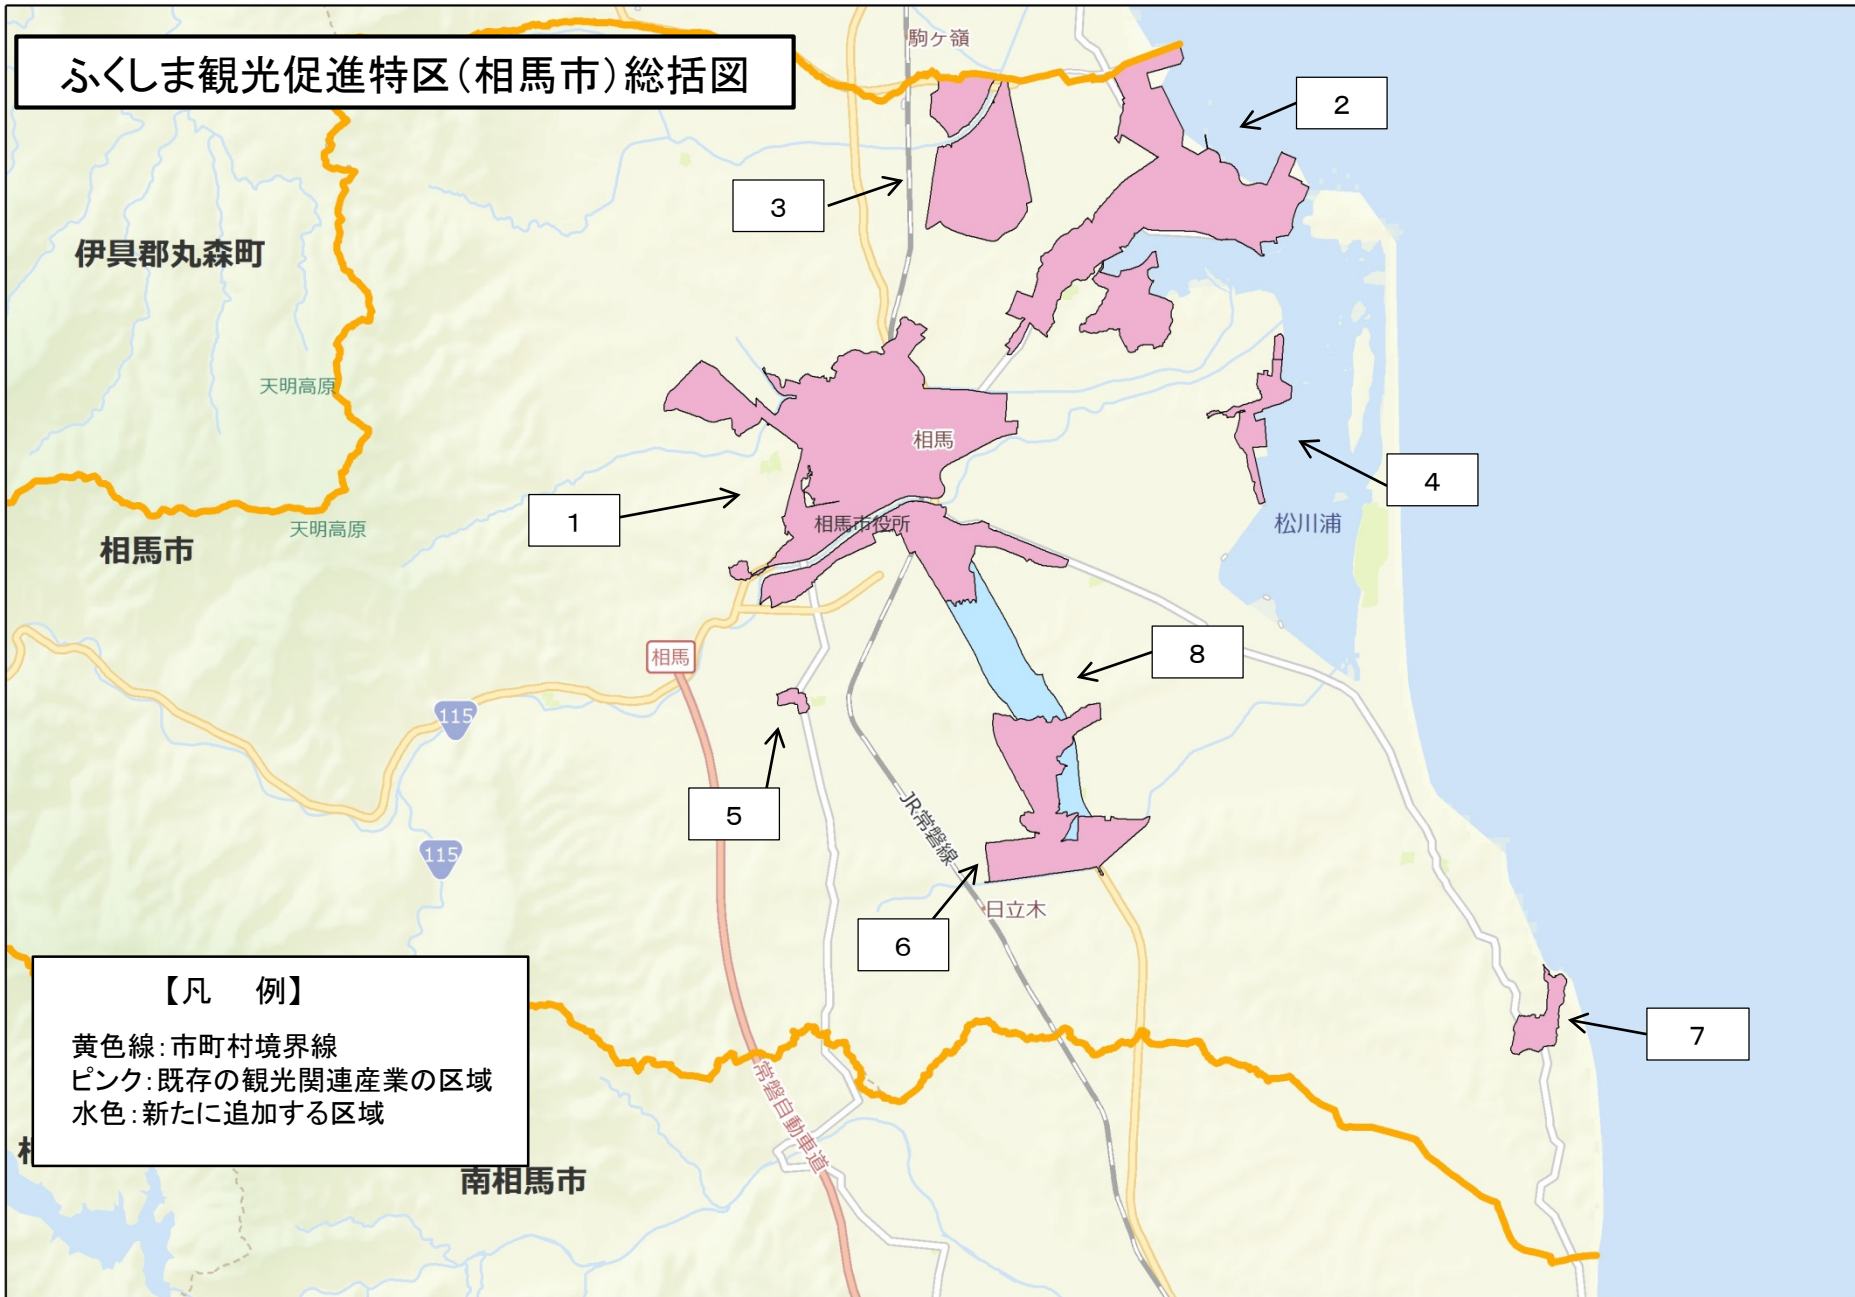 ふくしま観光促進特区(相馬市)総括図
駒ケ嶺
2
3
伊具郡丸森町
天明高原
相馬
4
1
相馬市役所
松川浦
天明高原
相馬市
8
相馬
115
5
JR常磐線
115
6
日立木
【凡 例】
黄色線:市町村境界線
ピンク:既存の観光関連産業の区域
水色:新たに追加する区域
7
常磐自動車道
南相馬市